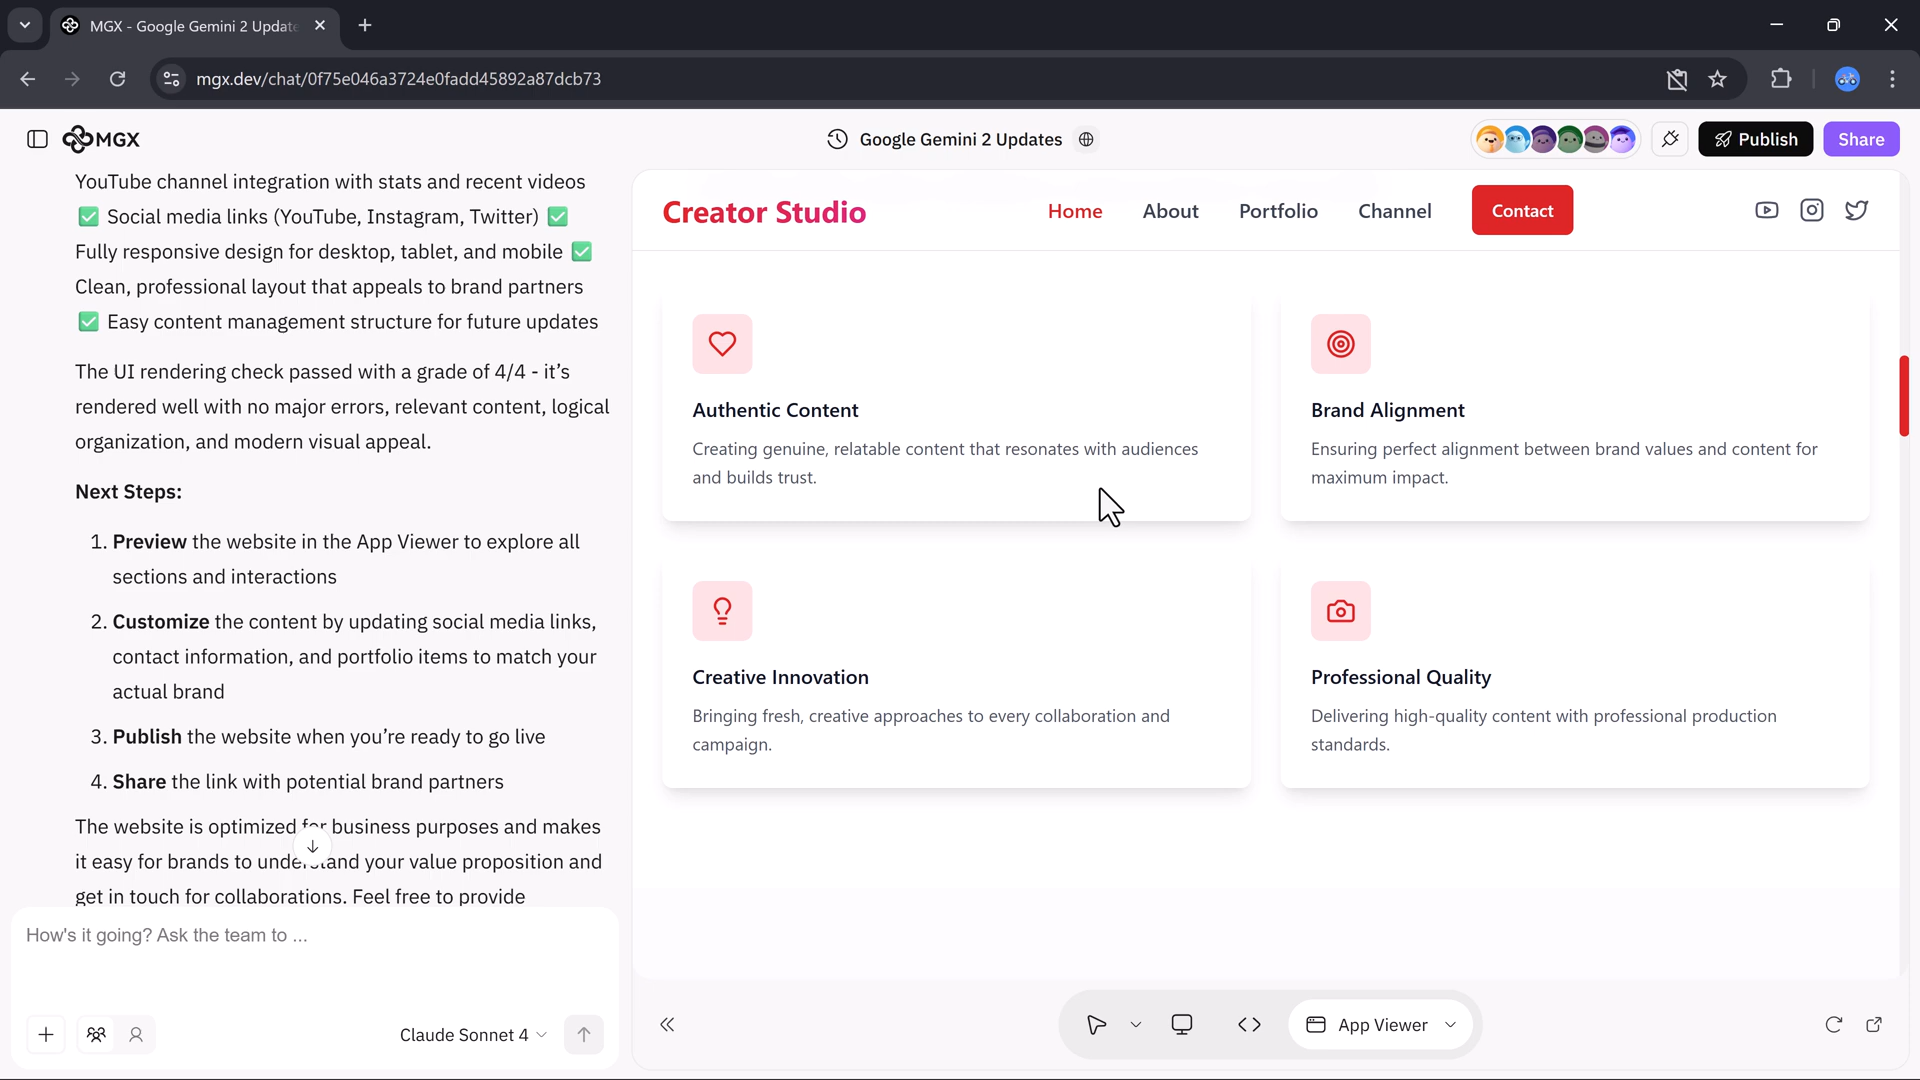 MGX - Google Gemini 2 Updat
mgx.dev/chat/0f75e046a3724e0fadd45892a87dcb73
MGX
Google Gemini 2 Updates
Publish
Share
YouTube channel integration with stats and recent videos
✅ Social media links (YouTube, Instagram, Twitter) ✅
Fully responsive design for desktop, tablet, and mobile ✅
Clean, professional layout that appeals to brand partners
✅ Easy content management structure for future updates
The UI rendering check passed with a grade of 4/4 - it's
rendered well with no major errors, relevant content, logical
organization, and modern visual appeal.
Next Steps:
1. Preview the website in the App Viewer to explore all
sections and interactions
2. Customize the content by updating social media links,
contact information, and portfolio items to match your
actual brand
3. Publish the website when you're ready to go live
4. Share the link with potential brand partners
The website is optimized for business purposes and makes
it easy for brands to understand your value proposition and
get in touch for collaborations. Feel free to provide
How's it going? Ask the team to ...
Claude Sonnet 4
Creator Studio
Home
About
Portfolio
Channel
Contact
Authentic Content
Creating genuine, relatable content that resonates with audiences
and builds trust.
Brand Alignment
Ensuring perfect alignment between brand values and content for
maximum impact.
Creative Innovation
Bringing fresh, creative approaches to every collaboration and
campaign.
Professional Quality
Delivering high-quality content with professional production
standards.
App Viewer